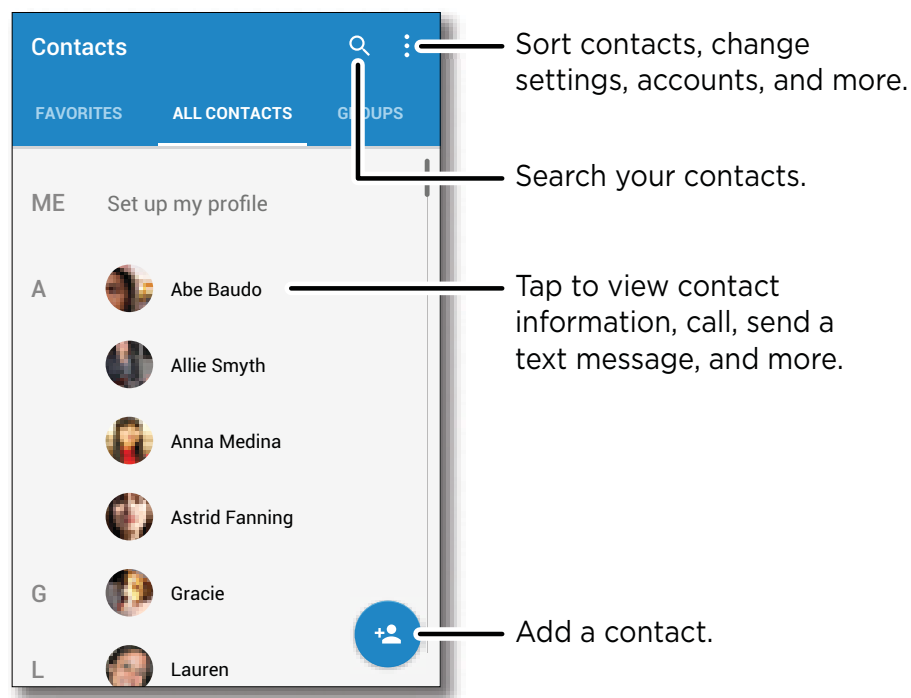 Contacts
FAVORITES ALL CONTACTS GROUPS
ME Set up my profile
A Abe Baudo
Allie Smyth
Anna Medina
Astrid Fanning
G Gracie
L Lauren
Sort contacts, change
settings, accounts, and more.
Search your contacts.
Tap to view contact
information, call, send a
text message, and more.
Add a contact.